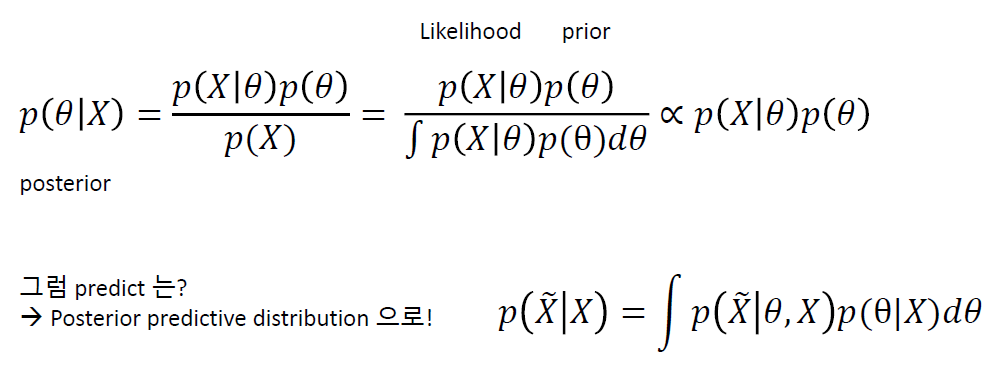 Likelihood prior
p(θ|X) = p(X|θ)p(θ) / p(X) = p(X|θ)p(θ) / ∫ p(X|θ)p(θ)dθ ∝ p(X|θ)p(θ)
posterior
그럼 predict 는?
→ Posterior predictive distribution 으로!
p(X̃|X) = ∫ p(X̃|θ, X)p(θ|X)dθ